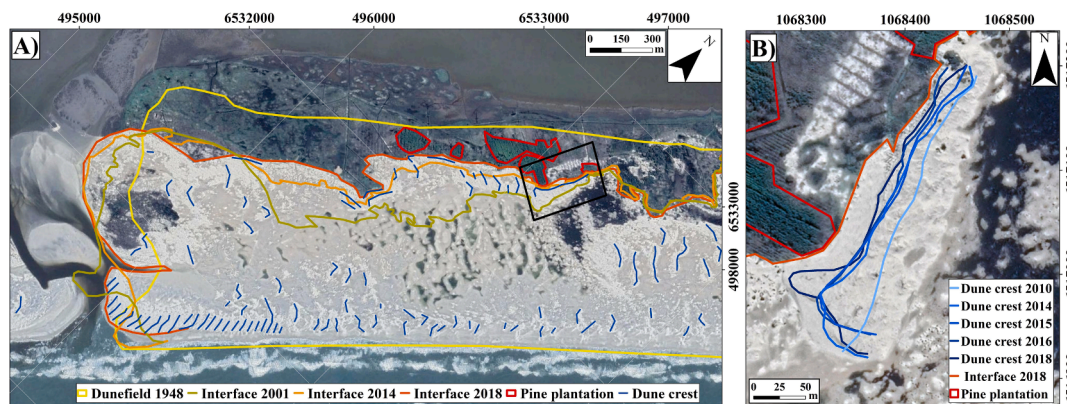 495000 6532000 496000 6533000 497000
A)
0 150 300
m
N
6533000
498000
Dunefield 1948 Interface 2001 Interface 2014 Interface 2018 Pine plantation Dune crest
1068300 1068400 1068500
B)
N
Dune crest 2010
Dune crest 2014
Dune crest 2015
Dune crest 2016
Dune crest 2018
Interface 2018
Pine plantation
0 25 50
m